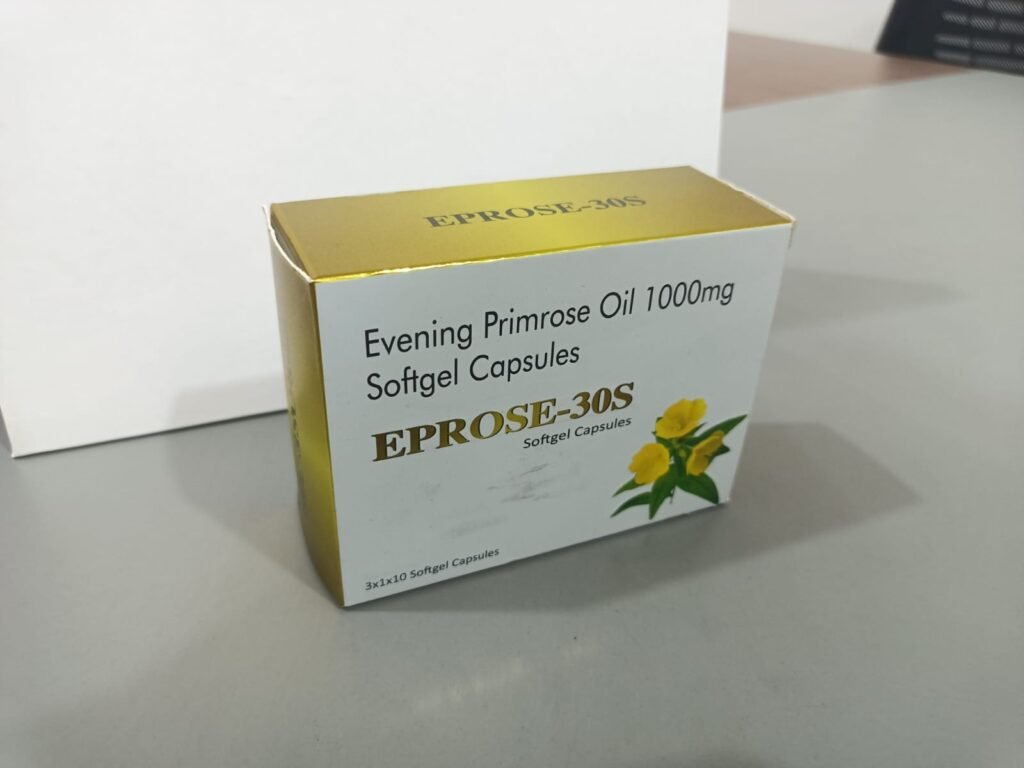 EPROSE-30S
Evening Primrose Oil 1000mg
Softgel Capsules
EPROSE-30S
Softgel Capsules
3x1x10 Softgel Capsules